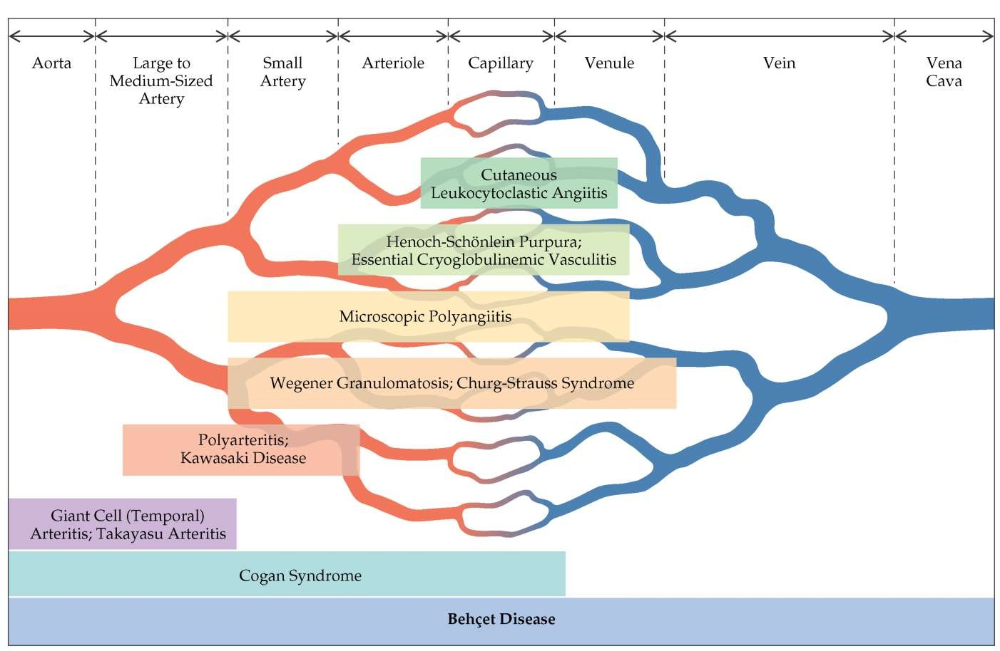 Aorta
Large to
Medium-Sized
Artery
Small
Artery
Arteriole
Capillary
Venule
Vein
Vena
Cava
Cutaneous
Leukocytoclastic Angiitis
Henoch-Schönlein Purpura;
Essential Cryoglobulinemic Vasculitis
Microscopic Polyangiitis
Wegener Granulomatosis; Churg-Strauss Syndrome
Polyarteritis;
Kawasaki Disease
Giant Cell (Temporal)
Arteritis; Takayasu Arteritis
Cogan Syndrome
Behçet Disease